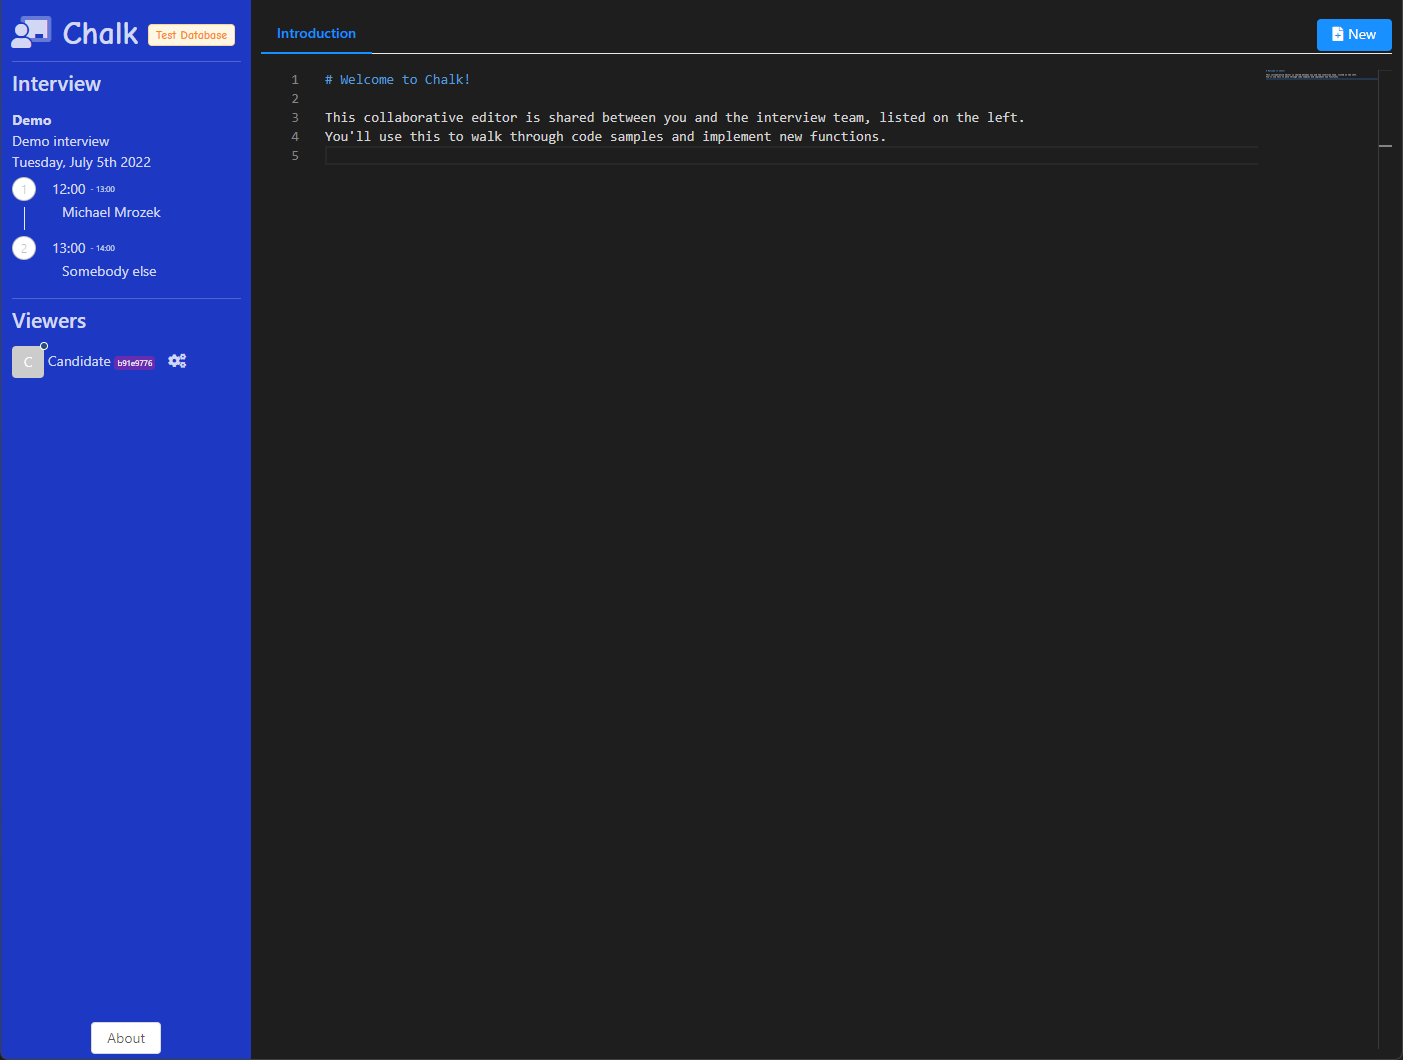 Chalk Test Database
Interview
Demo
Demo interview
Tuesday, July 5th 2022
1 12:00 - 13:00
Michael Mrozek
2 13:00 - 14:00
Somebody else
Viewers
C Candidate b91e9776
About
Introduction
New
1 # Welcome to Chalk!
2
3 This collaborative editor is shared between you and the interview team, listed on the left.
4 You'll use this to walk through code samples and implement new functions.
5